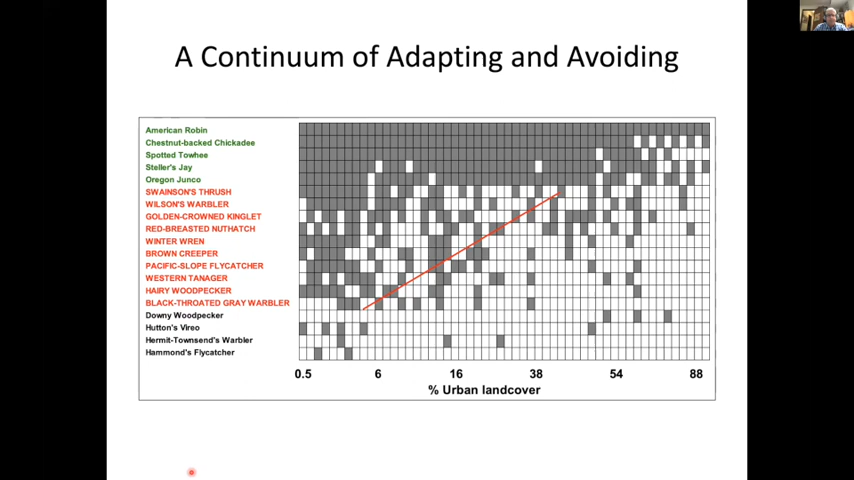 A Continuum of Adapting and Avoiding
American Robin
Chestnut-backed Chickadee
Spotted Towhee
Steller's Jay
Oregon Junco
SWAINSON'S THRUSH
WILSON'S WARBLER
GOLDEN-CROWNED KINGLET
RED-BREASTED NUTHATCH
WINTER WREN
BROWN CREEPER
PACIFIC-SLOPE FLYCATCHER
WESTERN TANAGER
HAIRY WOODPECKER
BLACK-THROATED GRAY WARBLER
Downy Woodpecker
Hutton's Vireo
Hermit-Townsend's Warbler
Hammond's Flycatcher
0.5 6 16 38 54 88
% Urban landcover